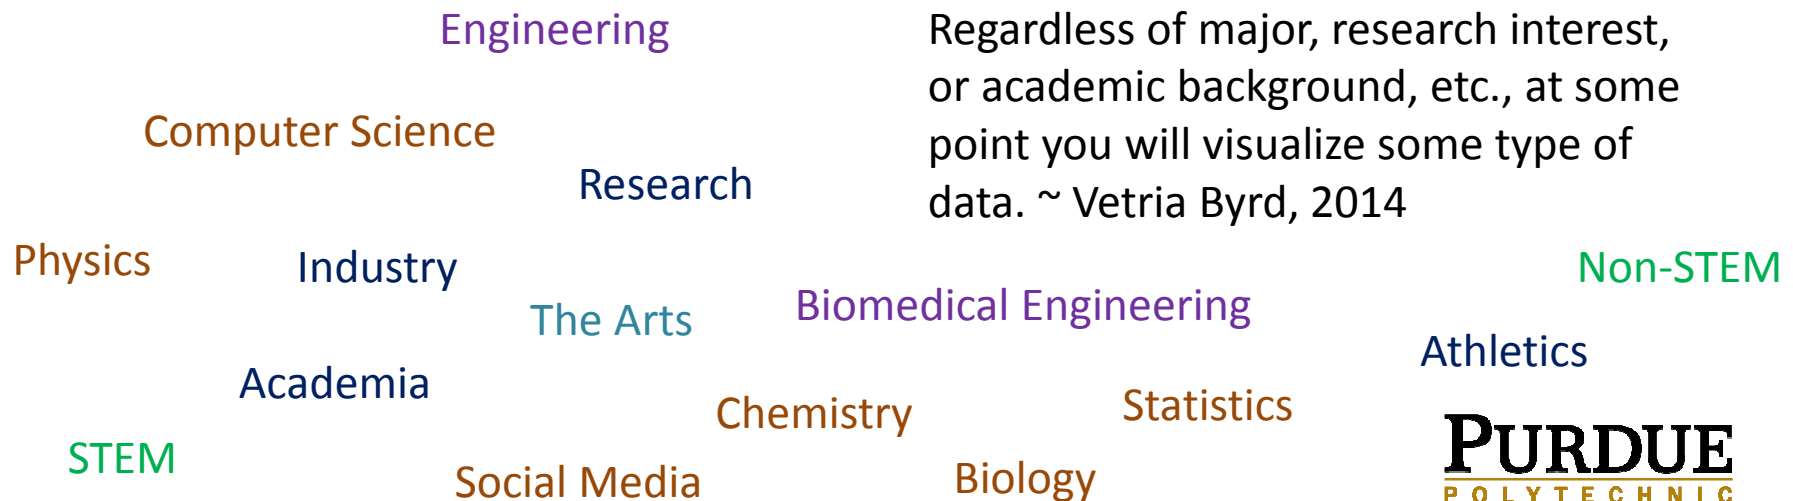 Engineering
Regardless of major, research interest,
or academic background, etc., at some
point you will visualize some type of
data. ~ Vetria Byrd, 2014
Computer Science
Research
Physics
Industry
Non-STEM
The Arts
Biomedical Engineering
Athletics
Academia
Chemistry
Statistics
STEM
Social Media
Biology
PURDUE
POLYTECHNIC